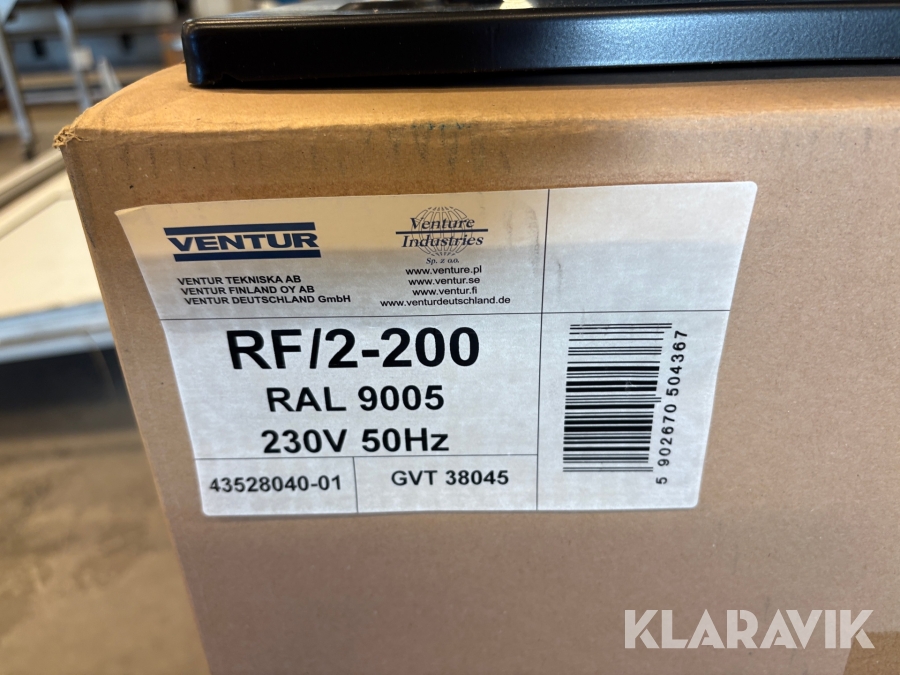 VENTUR
VENTUR TEKNISKA AB
VENTUR FINLAND OY AB
VENTUR DEUTSCHLAND GmbH
Venture
Industries
Sp. z o.o.
www.venture.pl
www.ventur.se
www.ventur.fi
www.venturdeutschland.de
RF/2-200
RAL 9005
230V 50Hz
43528040-01
GVT 38045
5 902670 504367
KLARAVIK